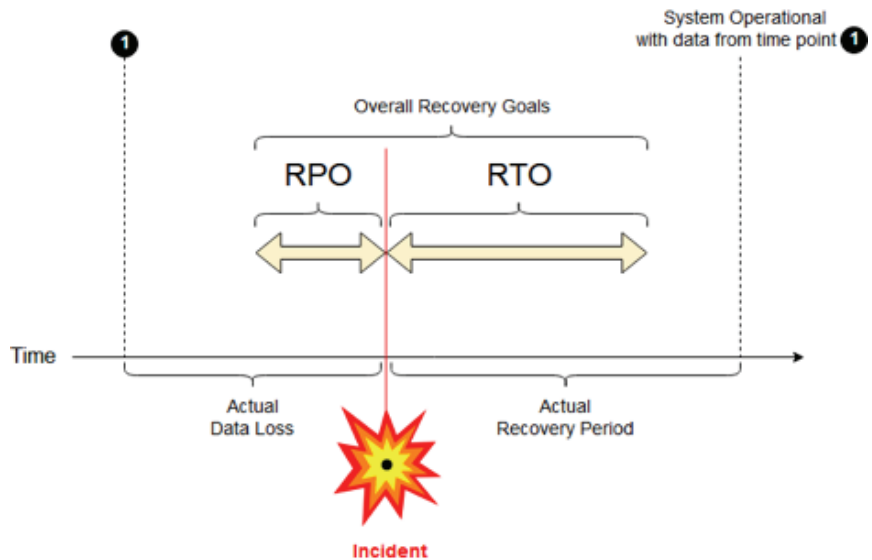 System Operational
with data from time point 1
1
Overall Recovery Goals
RPO
RTO
Time
Actual
Data Loss
Actual
Recovery Period
Incident